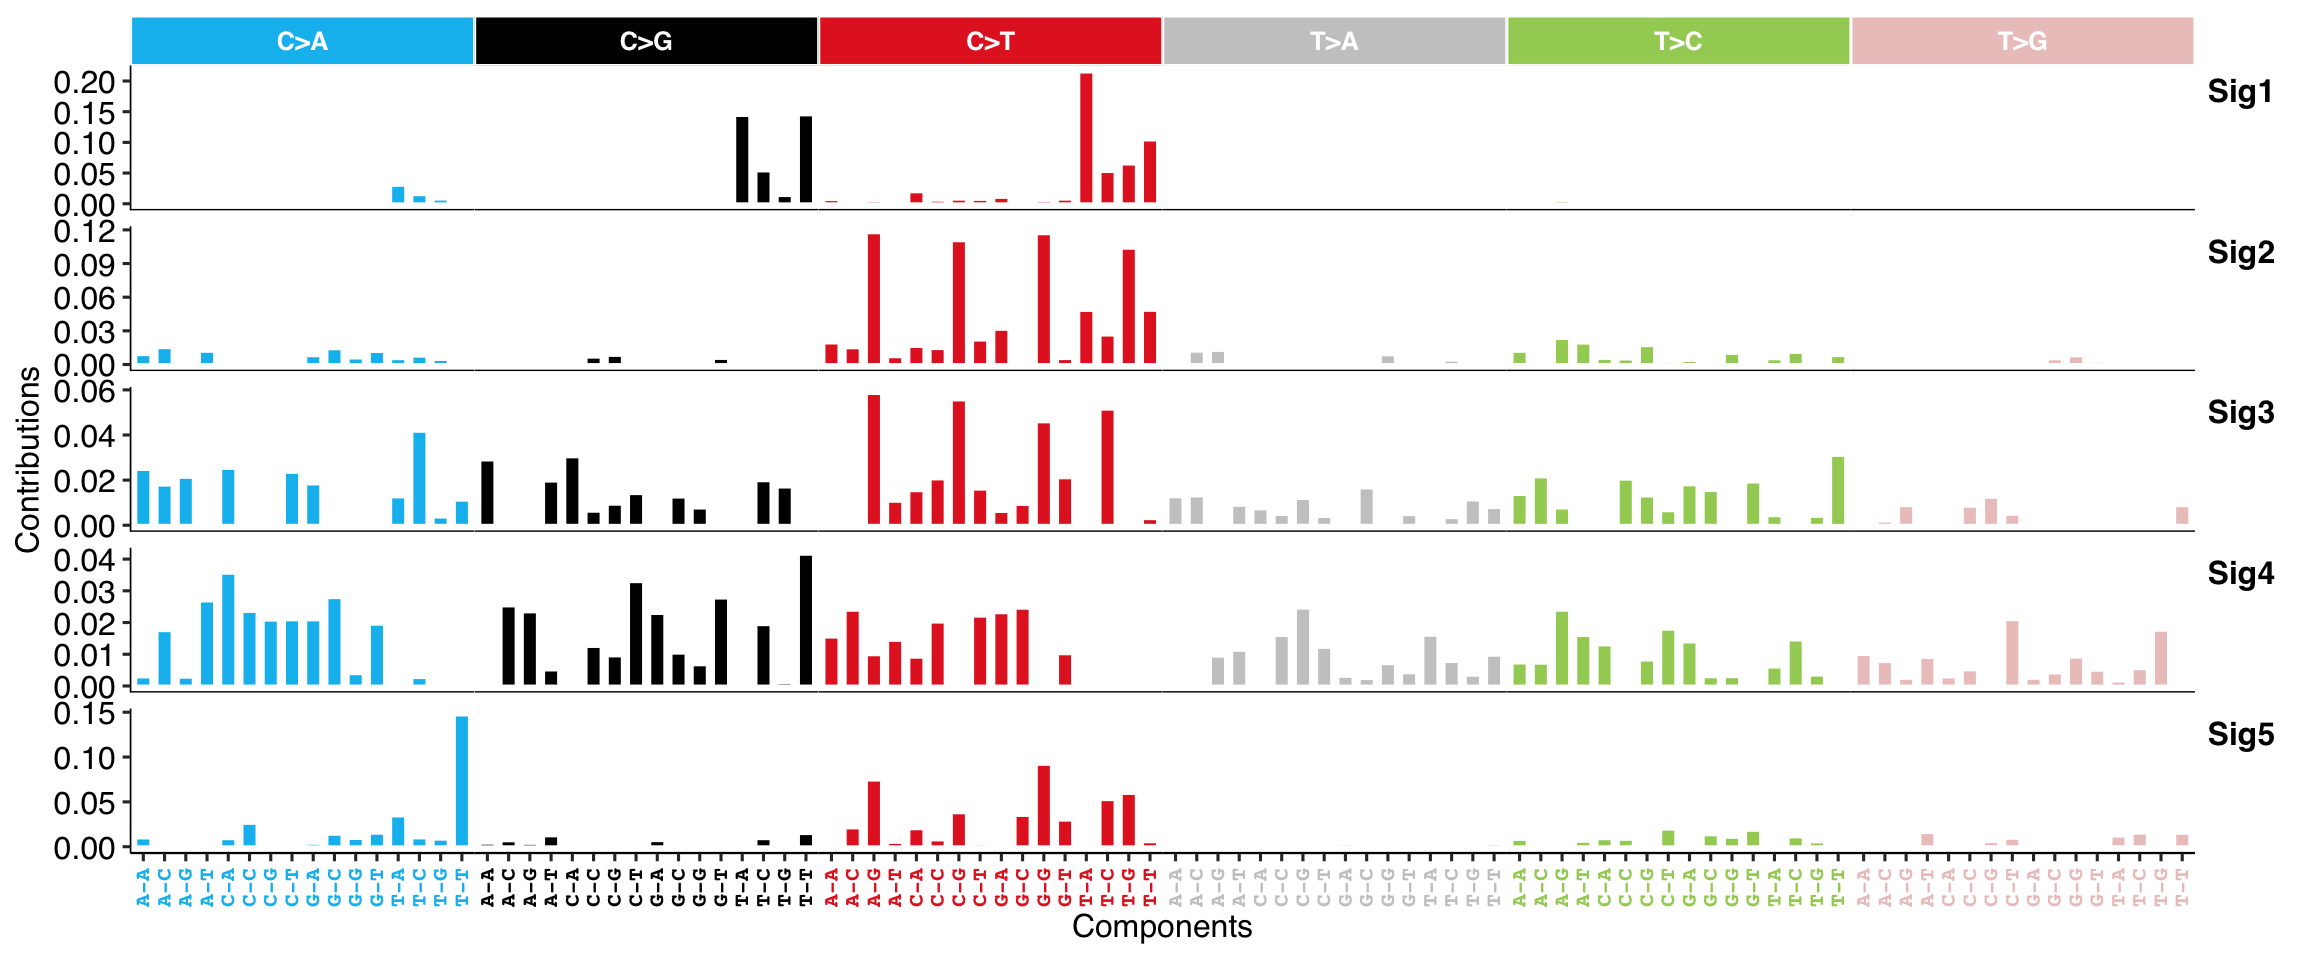 C>A C>G C>T T>A T>C T>G
Sig1
0.20
0.15
0.10
0.05
0.00
Sig2
0.12
0.09
0.06
0.03
0.00
Sig3
0.06
0.04
0.02
0.00
Sig4
0.04
0.03
0.02
0.01
0.00
Sig5
0.15
0.10
0.05
0.00
Contributions
A-A A-C A-G A-T C-A C-C C-G C-T G-A G-C G-G G-T T-A T-C T-G T-T A-A A-C A-G A-T C-A C-C C-G C-T G-A G-C G-G G-T T-A T-C T-G T-T A-A A-C A-G A-T C-A C-C C-G C-T G-A G-C G-G G-T T-A T-C T-G T-T A-A A-C A-G A-T C-A C-C C-G C-T G-A G-C G-G G-T T-A T-C T-G T-T A-A A-C A-G A-T C-A C-C C-G C-T G-A G-C G-G G-T T-A T-C T-G T-T A-A A-C A-G A-T C-A C-C C-G C-T G-A G-C G-G G-T T-A T-C T-G T-T
Components